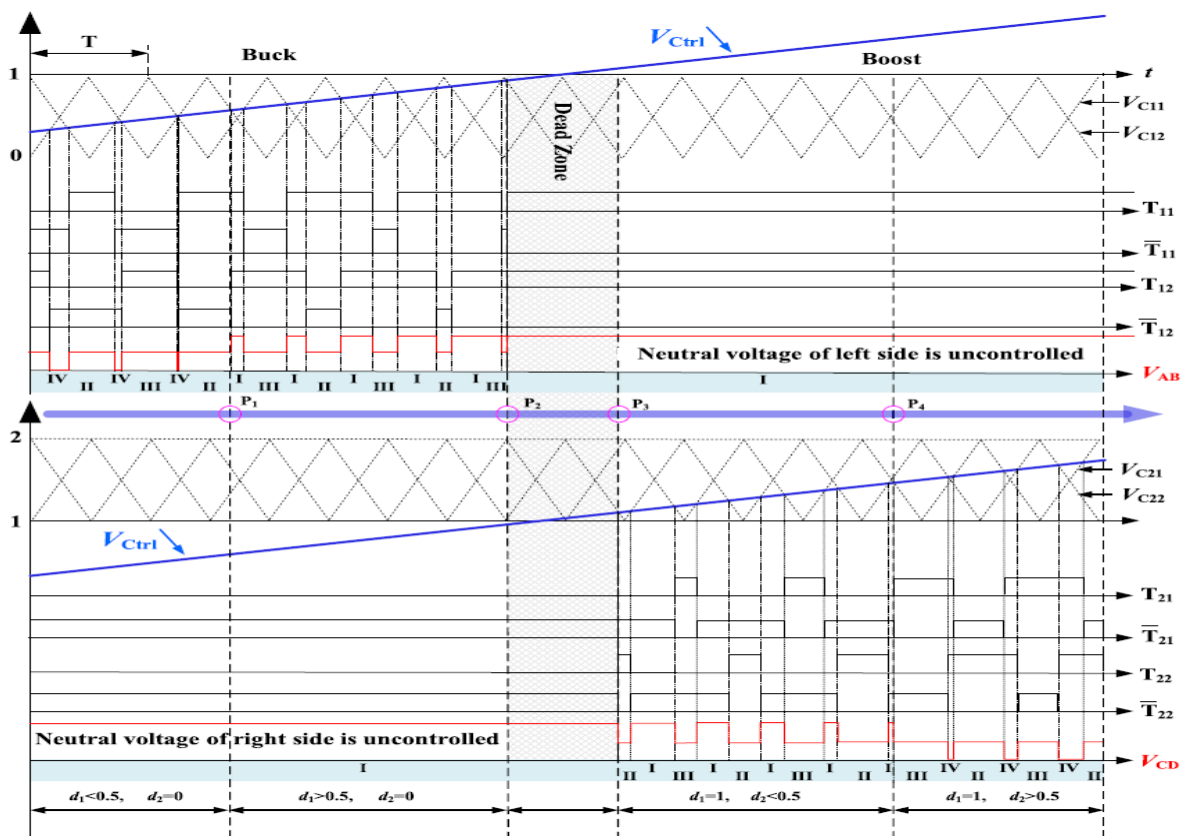 T
Buck
V_Ctrl
Boost
1
t
V_C11
V_C12
0
Dead Zone
T_11
T̅_11
T_12
T̅_12
Neutral voltage of left side is uncontrolled
V_AB
IV II IV III IV II I III I II I III I II I III
I
P_1
P_2
P_3
P_4
2
V_C21
V_C22
1
V_Ctrl
T_21
T̅_21
T_22
T̅_22
Neutral voltage of right side is uncontrolled
V_CD
I
II I III I II I III I II I III IV II IV III IV II
d_1<0.5, d_2=0
d_1>0.5, d_2=0
d_1=1, d_2<0.5
d_1=1, d_2>0.5